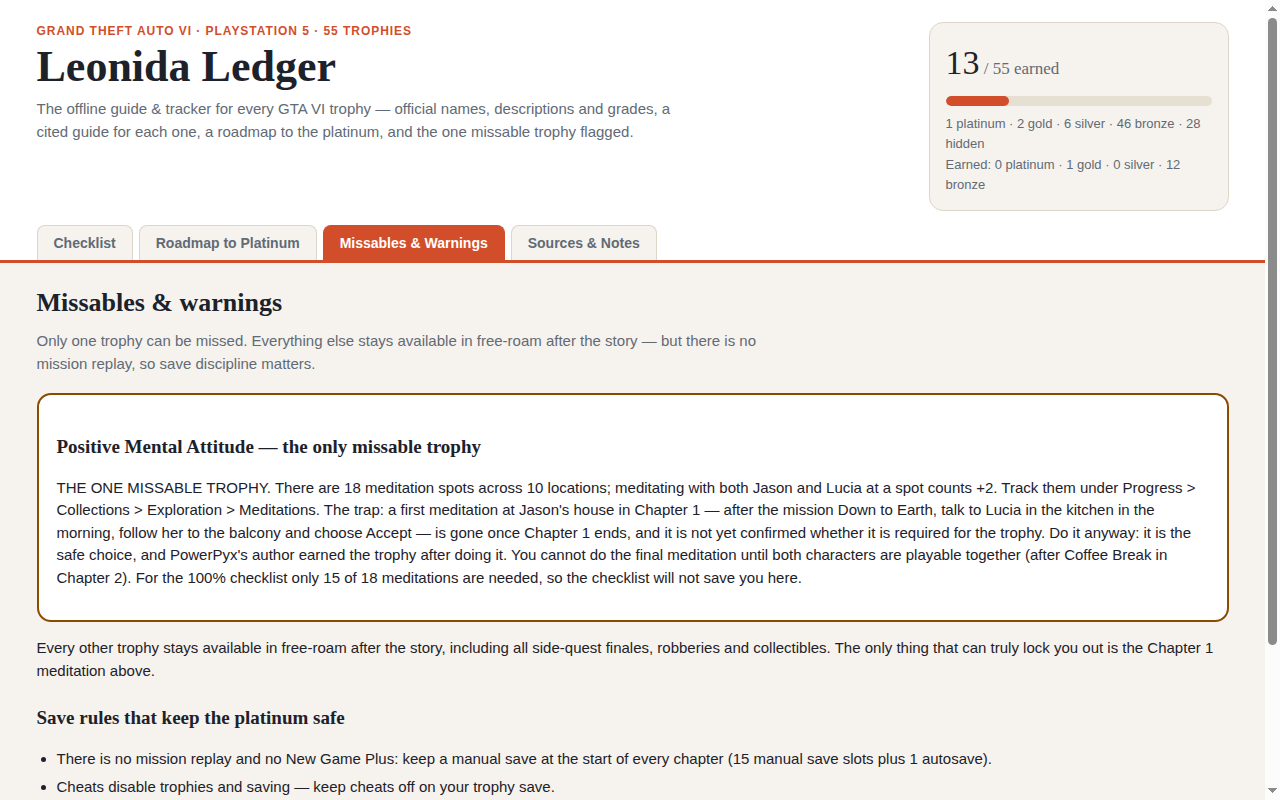 GRAND THEFT AUTO VI · PLAYSTATION 5 · 55 TROPHIES
Leonida Ledger
The offline guide & tracker for every GTA VI trophy — official names, descriptions and grades, a
cited guide for each one, a roadmap to the platinum, and the one missable trophy flagged.
13 / 55 earned
1 platinum · 2 gold · 6 silver · 46 bronze · 28
hidden
Earned: 0 platinum · 1 gold · 0 silver · 12
bronze
Checklist
Roadmap to Platinum
Missables & Warnings
Sources & Notes
Missables & warnings
Only one trophy can be missed. Everything else stays available in free-roam after the story — but there is no
mission replay, so save discipline matters.
Positive Mental Attitude — the only missable trophy
THE ONE MISSABLE TROPHY. There are 18 meditation spots across 10 locations; meditating with both Jason and Lucia at a spot counts +2. Track them under Progress >
Collections > Exploration > Meditations. The trap: a first meditation at Jason's house in Chapter 1 — after the mission Down to Earth, talk to Lucia in the kitchen in the
morning, follow her to the balcony and choose Accept — is gone once Chapter 1 ends, and it is not yet confirmed whether it is required for the trophy. Do it anyway: it is the
safe choice, and PowerPyx's author earned the trophy after doing it. You cannot do the final meditation until both characters are playable together (after Coffee Break in
Chapter 2). For the 100% checklist only 15 of 18 meditations are needed, so the checklist will not save you here.
Every other trophy stays available in free-roam after the story, including all side-quest finales, robberies and collectibles. The only thing that can truly lock you out is the Chapter 1
meditation above.
Save rules that keep the platinum safe
There is no mission replay and no New Game Plus: keep a manual save at the start of every chapter (15 manual save slots plus 1 autosave).
Cheats disable trophies and saving — keep cheats off on your trophy save.